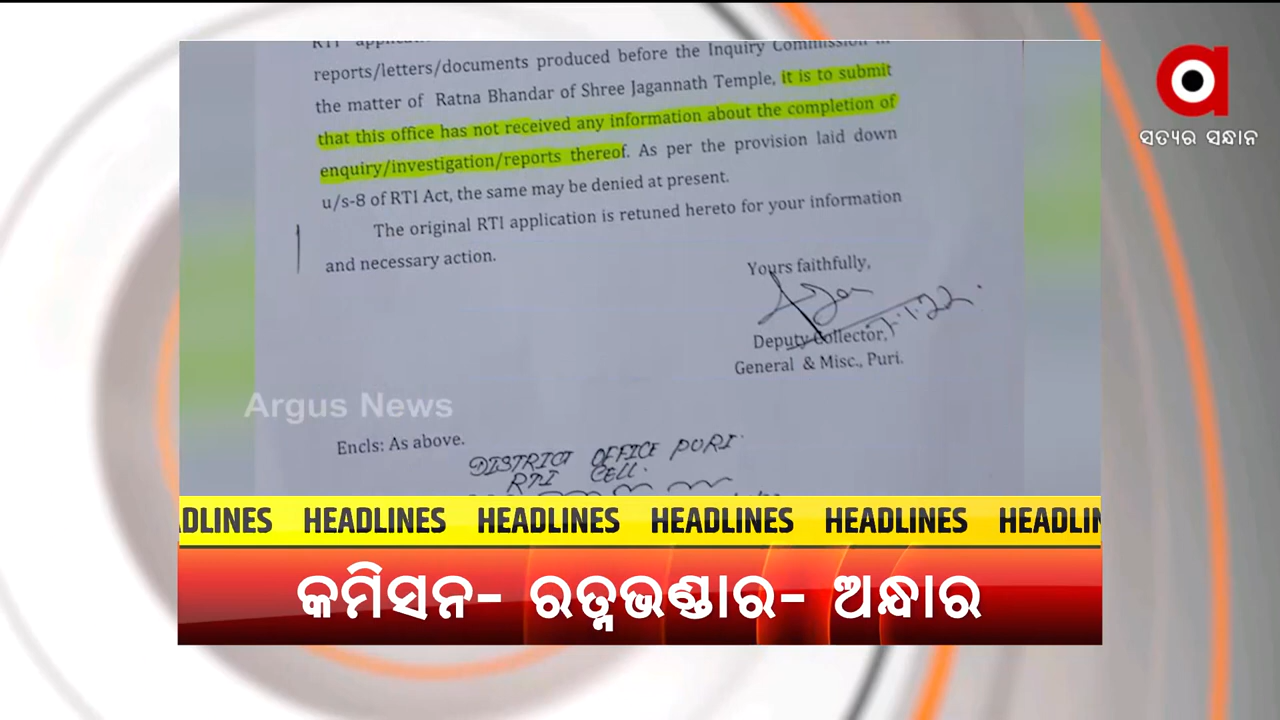 RTI
reports/letters/documents produced before the Inquiry Commission
the matter of Ratna Bhandar of Shree Jagannath Temple, it is to submit
that this office has not received any information about the completion of
enquiry/investigation/reports thereof. As per the provision laid down
u/s-8 of RTI Act, the same may be denied at present.
The original RTI application is retuned hereto for your information
and necessary action.
Yours faithfully,
Deputy Collector,
General & Misc., Puri.
Encls: As above.
DISTRICT OFFICE PURI
RTI CELL.
Argus News
ସତ୍ୟର ସନ୍ଧାନ
DLINES HEADLINES HEADLINES HEADLINES HEADLINES HEADLIN
କମିସନ- ରତ୍ନଭଣ୍ଡାର- ଅନ୍ଧାର